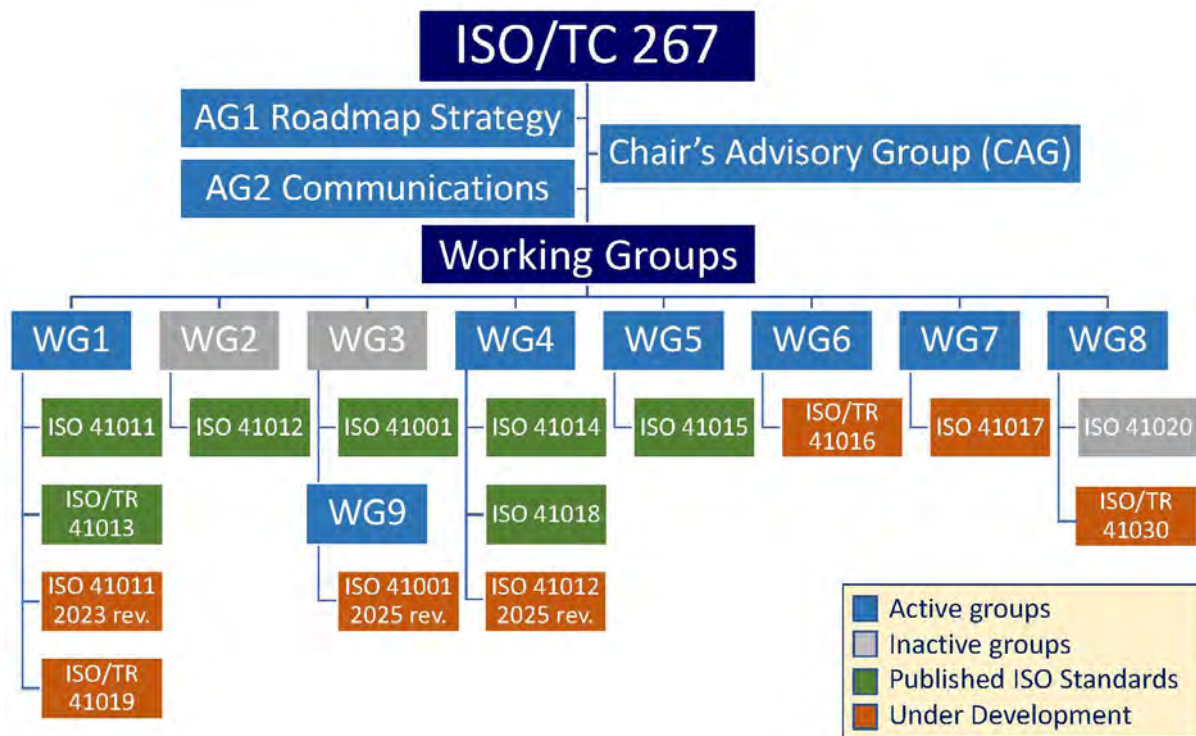 ISO/TC 267
AG1 Roadmap Strategy
Chair's Advisory Group (CAG)
AG2 Communications
Working Groups
WG1
WG2
WG3
WG4
WG5
WG6
WG7
WG8
ISO 41011
ISO 41012
ISO 41001
ISO 41014
ISO 41015
ISO/TR
41016
ISO 41017
ISO 41020
ISO/TR
41013
WG9
ISO 41018
ISO/TR
41030
ISO 41011
2023 rev.
ISO 41001
2025 rev.
ISO 41012
2025 rev.
ISO/TR
41019
Active groups
Inactive groups
Published ISO Standards
Under Development